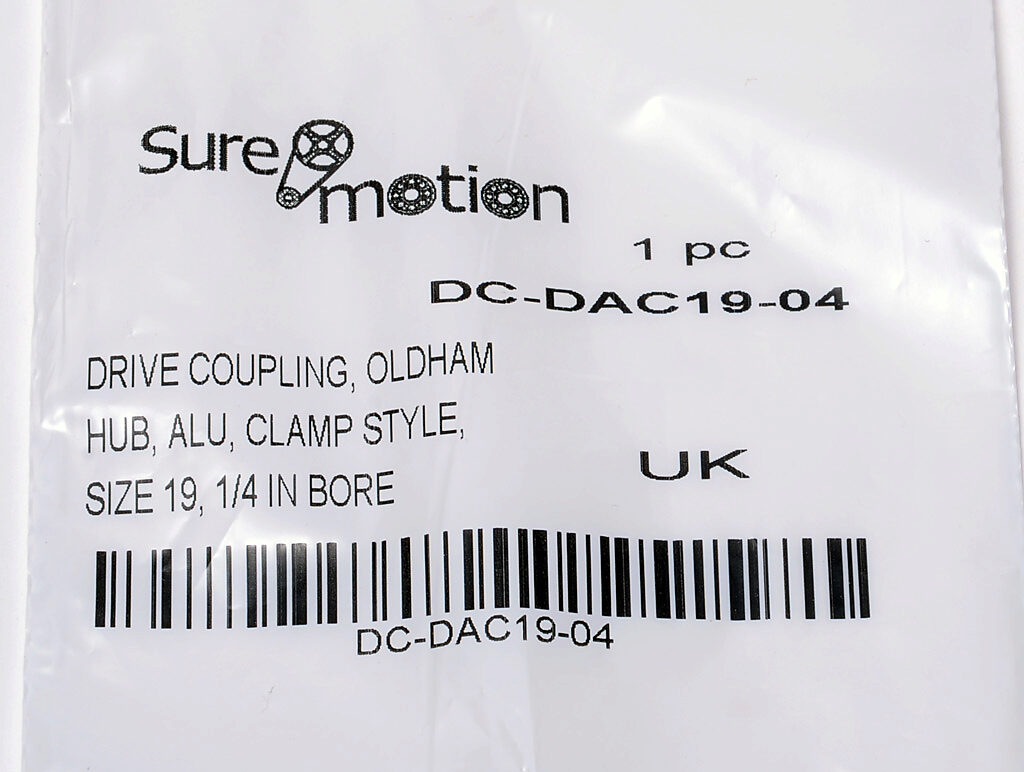 Sure
motion
1 pc
DC-DAC19-04
DRIVE COUPLING, OLDHAM
HUB, ALU, CLAMP STYLE,
SIZE 19, 1/4 IN BORE
UK
DC-DAC19-04